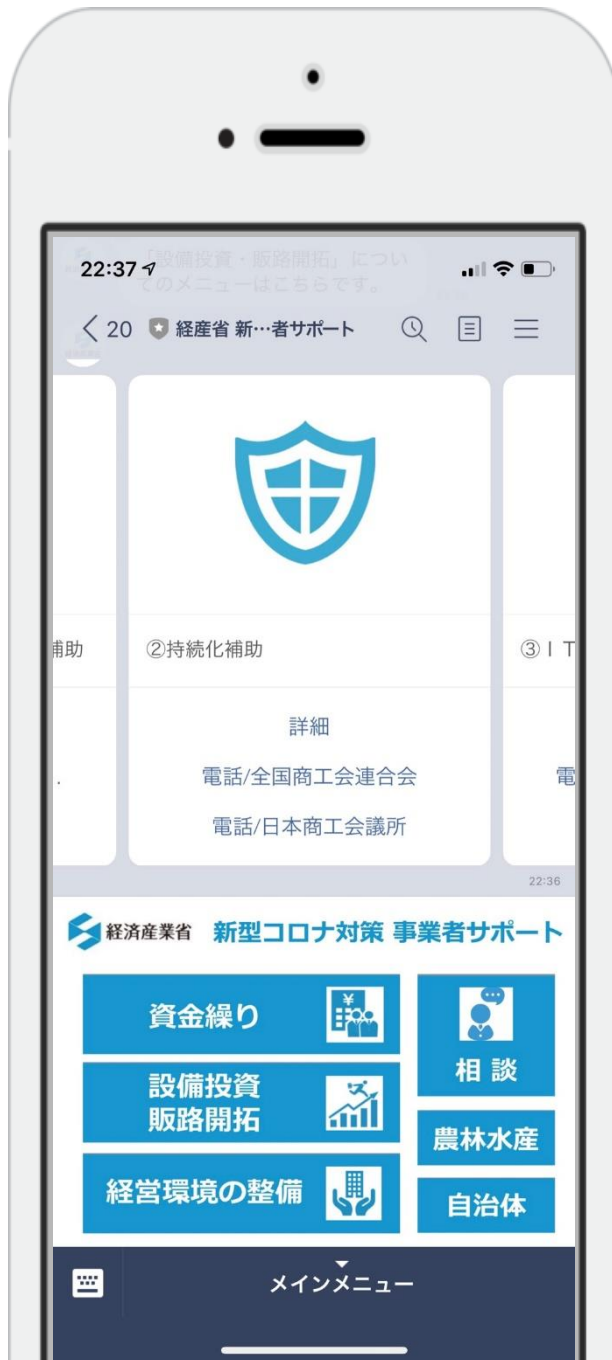 22:37
「設備投資・販路開拓」につい
てのメニューはこちらです。
20 経産省 新…者サポート
補助
②持続化補助
③IT
詳細
.
電話/全国商工会連合会
電
電話/日本商工会議所
22:36
経済産業省 新型コロナ対策 事業者サポート
資金繰り
¥
相 談
設備投資
販路開拓
農林水産
経営環境の整備
自治体
メインメニュー